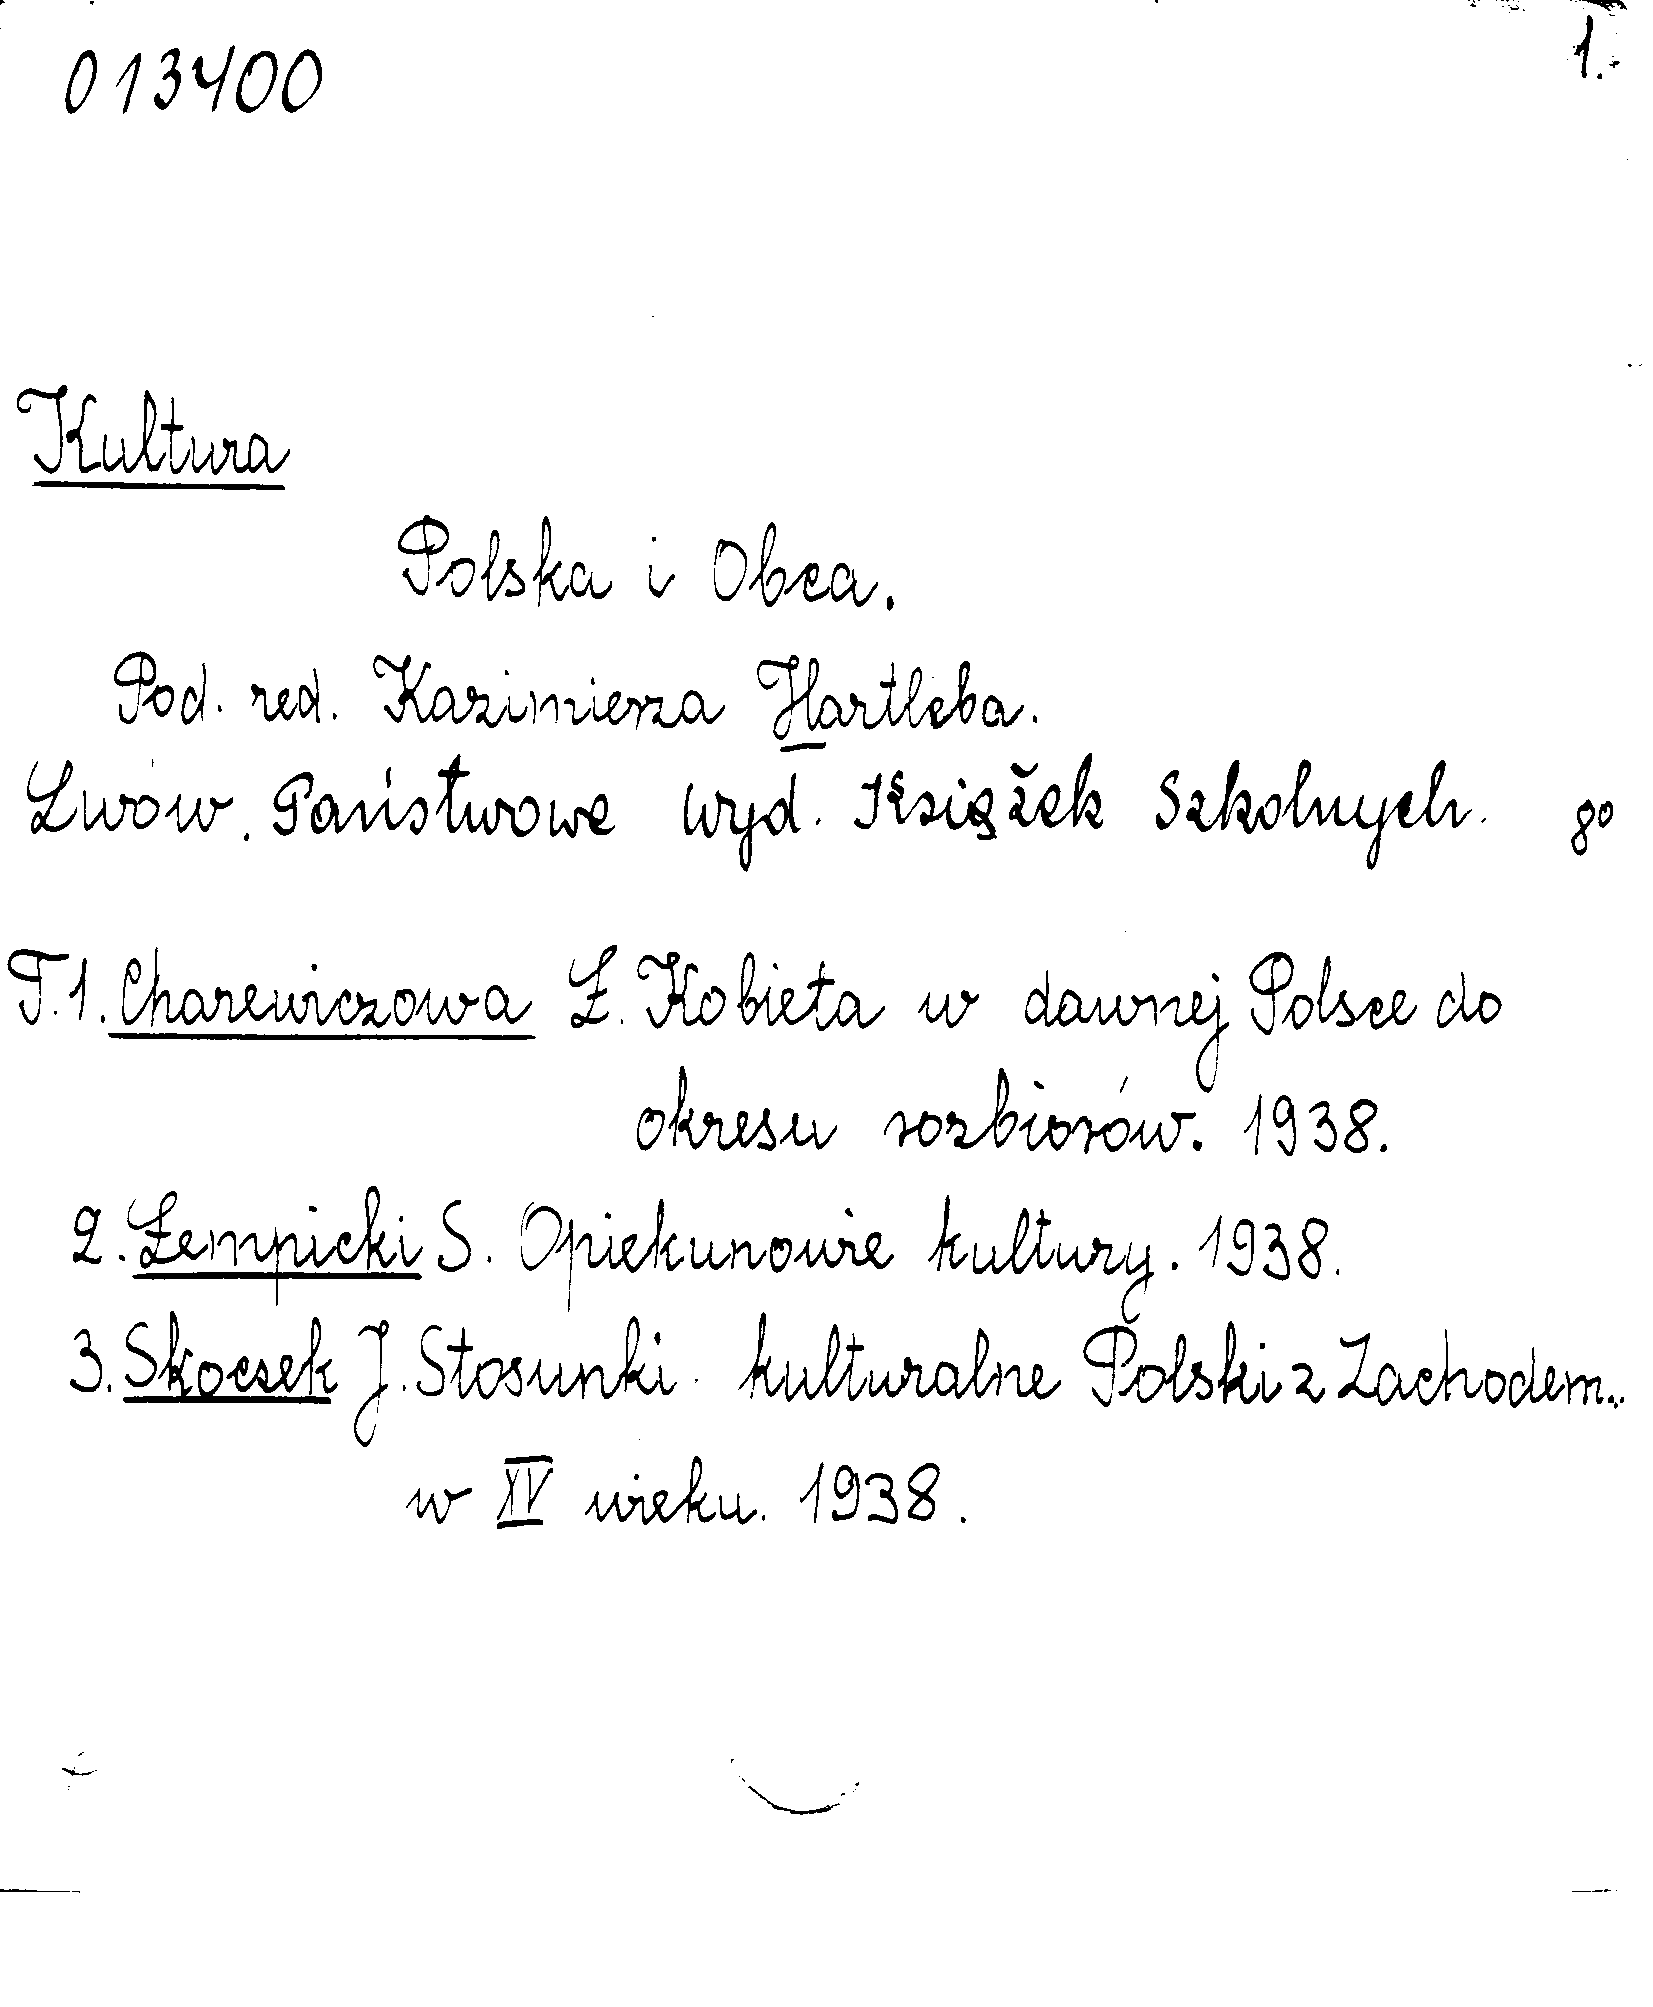 013400 1.
Kultura
Polska i Obca.
Pod. red. Kazimierza Hartleba.
Lwów. Państwowe wyd. Książek Szkolnych. 8º
T.1. Charewiczowa Ł. Kobieta w dawnej Polsce do
okresu rozbiorów. 1938.
2. Łempicki S. Opiekunowie kultury. 1938.
3. Skoczek J. Stosunki kulturalne Polski z Zachodem..
w XV wieku. 1938.